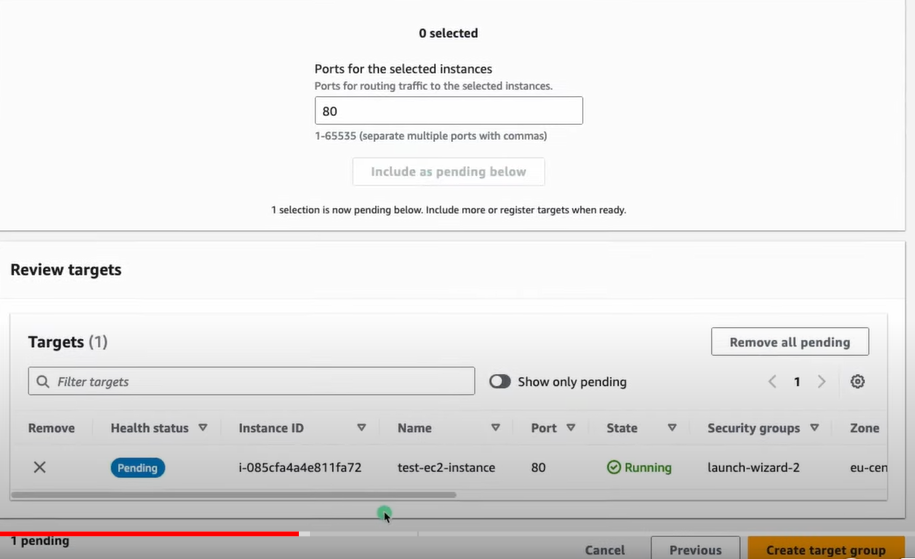 0 selected
Ports for the selected instances
Ports for routing traffic to the selected instances.
80
1-65535 (separate multiple ports with commas)
Include as pending below
1 selection is now pending below. Include more or register targets when ready.
Review targets
Targets (1)
Remove all pending
Filter targets
Show only pending
1
Remove Health status Instance ID Name Port State Security groups Zone
Pending i-085cfa4a4e811fa72 test-ec2-instance 80 Running launch-wizard-2 eu-cen
1 pending
Cancel Previous Create target group